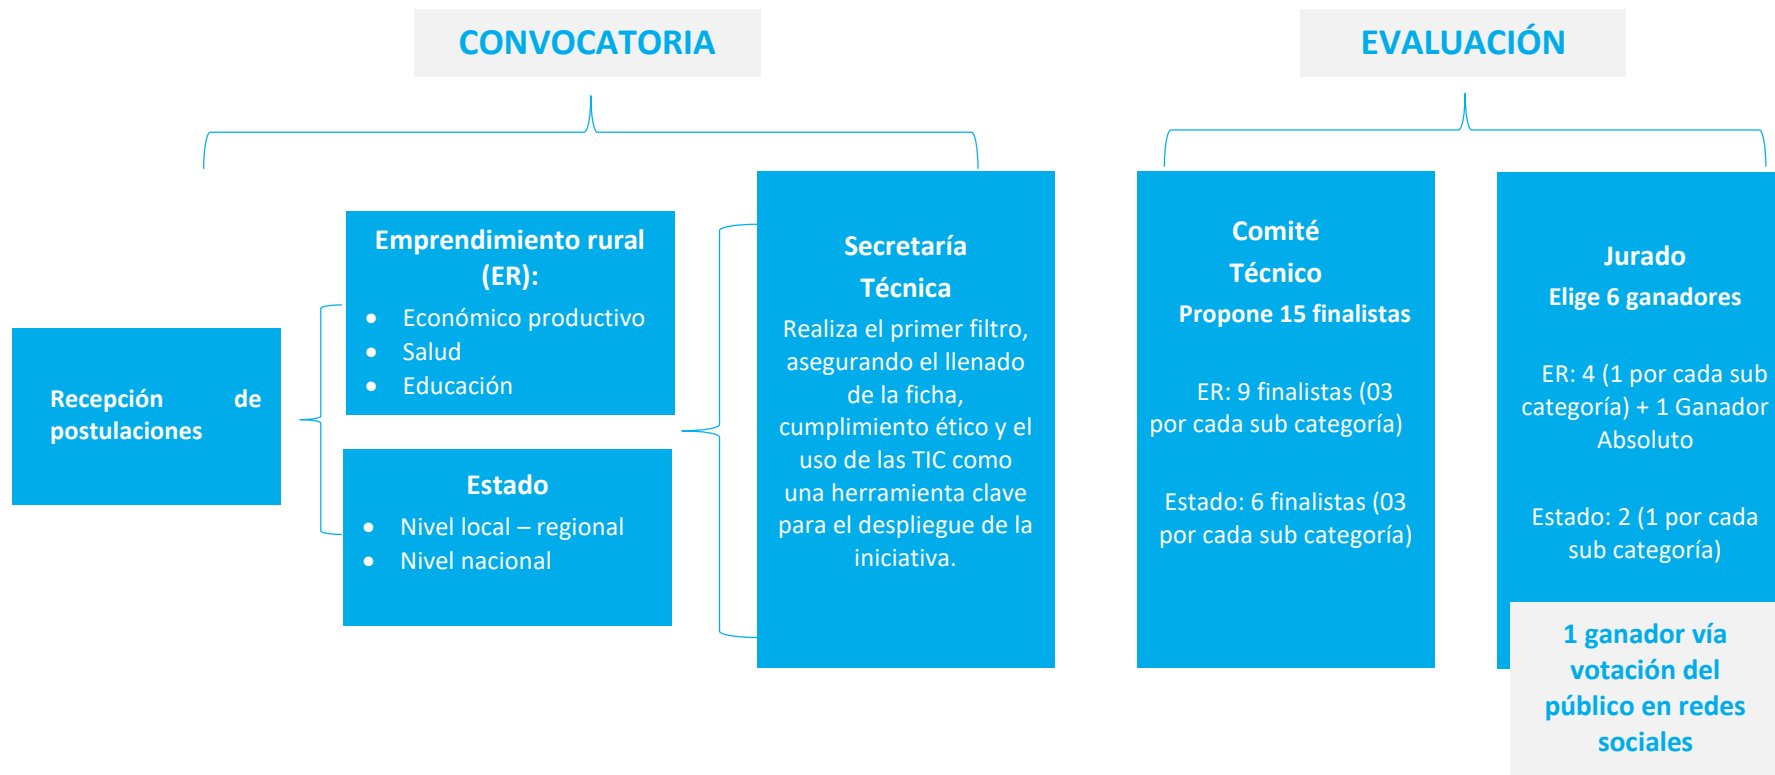 CONVOCATORIA
EVALUACIÓN
Recepción de
postulaciones
Emprendimiento rural
(ER):
• Económico productivo
• Salud
• Educación
Estado
• Nivel local – regional
• Nivel nacional
Secretaría
Técnica
Realiza el primer filtro,
asegurando el llenado
de la ficha,
cumplimiento ético y el
uso de las TIC como
una herramienta clave
para el despliegue de la
iniciativa.
Comité
Técnico
Propone 15 finalistas
ER: 9 finalistas (03
por cada sub categoría)
Estado: 6 finalistas (03
por cada sub categoría)
Jurado
Elige 6 ganadores
ER: 4 (1 por cada sub
categoría) + 1 Ganador
Absoluto
Estado: 2 (1 por cada
sub categoría)
1 ganador vía
votación del
público en redes
sociales